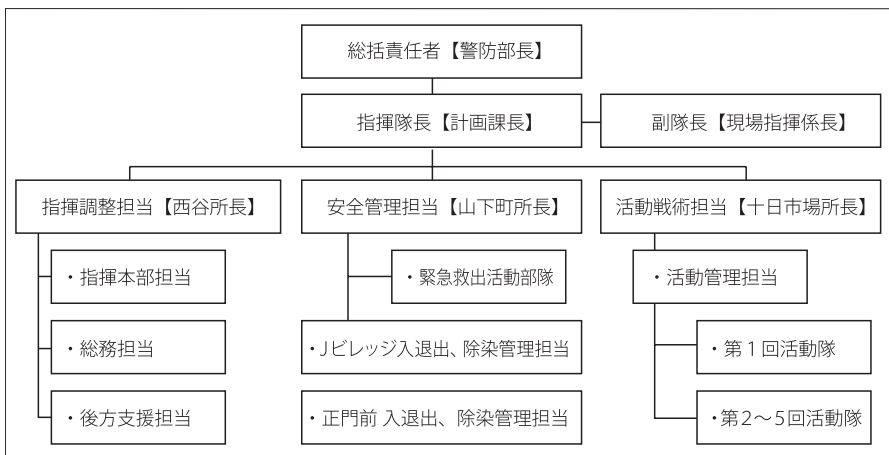 総括責任者【警防部長】
指揮隊長【計画課長】
副隊長【現場指揮係長】
指揮調整担当【西谷所長】
安全管理担当【山下町所長】
活動戦術担当【十日市場所長】
・指揮本部担当
・緊急救出活動部隊
・活動管理担当
・総務担当
・Jビレッジ入退出、除染管理担当
・第1回活動隊
・後方支援担当
・正門前 入退出、除染管理担当
・第2～5回活動隊